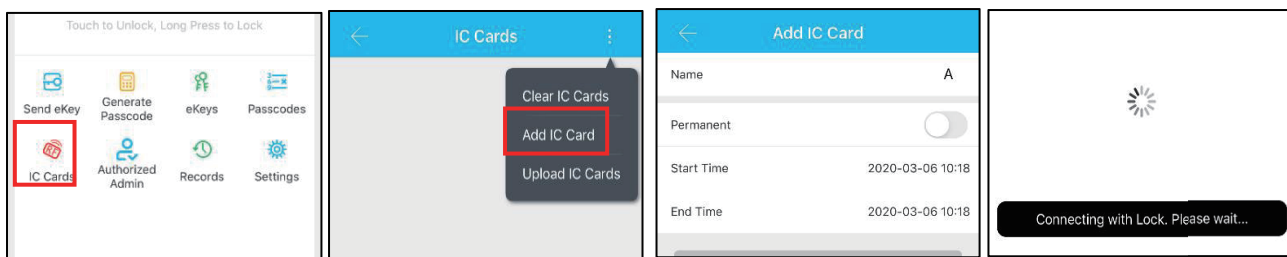 Touch to Unlock, Long Press to Lock
Send eKey
Generate
Passcode
eKeys
Passcodes
IC Cards
Authorized
Admin
Records
Settings
IC Cards
Clear IC Cards
Add IC Card
Upload IC Cards
Add IC Card
Name A
Permanent
Start Time 2020-03-06 10:18
End Time 2020-03-06 10:18
Connecting with Lock. Please wait...